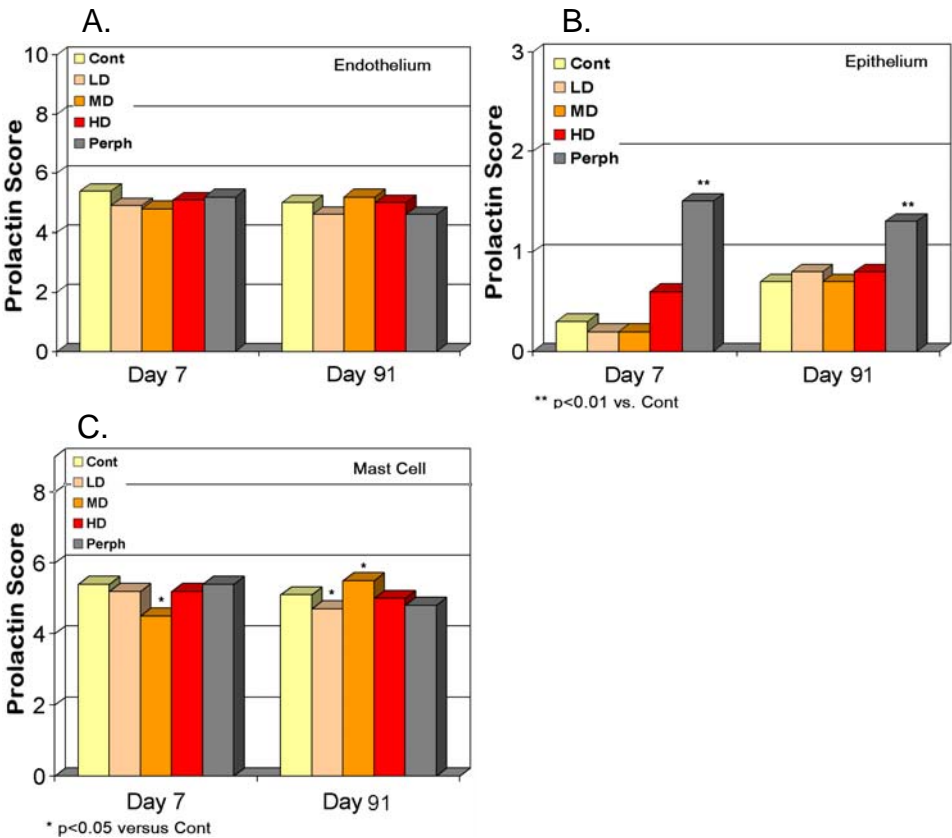 A.
Endothelium
Cont
LD
MD
HD
Perph
Prolactin Score
10
8
6
4
2
0
Day 7
Day 91
B.
Epithelium
Cont
LD
MD
HD
Perph
Prolactin Score
3
2
1
0
**
**
Day 7
Day 91
** p<0.01 vs. Cont
C.
Mast Cell
Cont
LD
MD
HD
Perph
Prolactin Score
8
6
4
2
0
*
*
*
Day 7
Day 91
* p<0.05 versus Cont